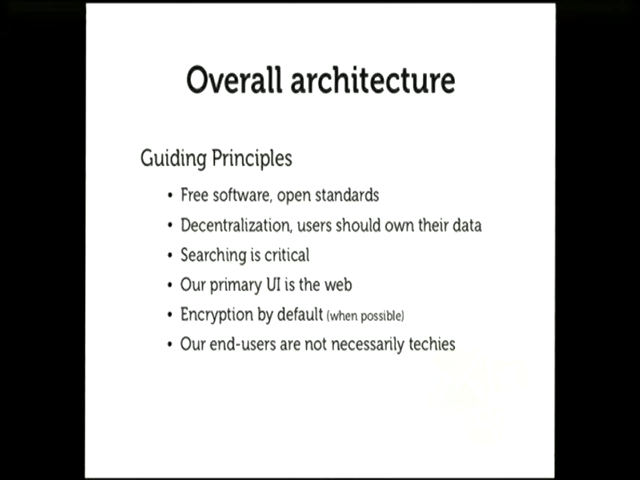 Overall architecture
Guiding Principles
• Free software, open standards
• Decentralization, users should own their data
• Searching is critical
• Our primary UI is the web
• Encryption by default (when possible)
• Our end-users are not necessarily techies